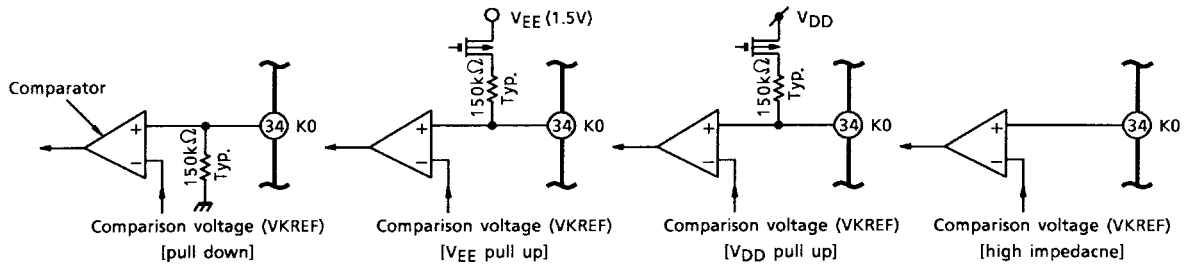 Comparator
+
−
150kΩ
Typ.
34 K0
Comparison voltage (VKREF)
[pull down]
VEE (1.5V)
150kΩ
Typ.
+
−
34 K0
Comparison voltage (VKREF)
[VEE pull up]
VDD
150kΩ
Typ.
+
−
34 K0
Comparison voltage (VKREF)
[VDD pull up]
+
−
34 K0
Comparison voltage (VKREF)
[high impedacne]